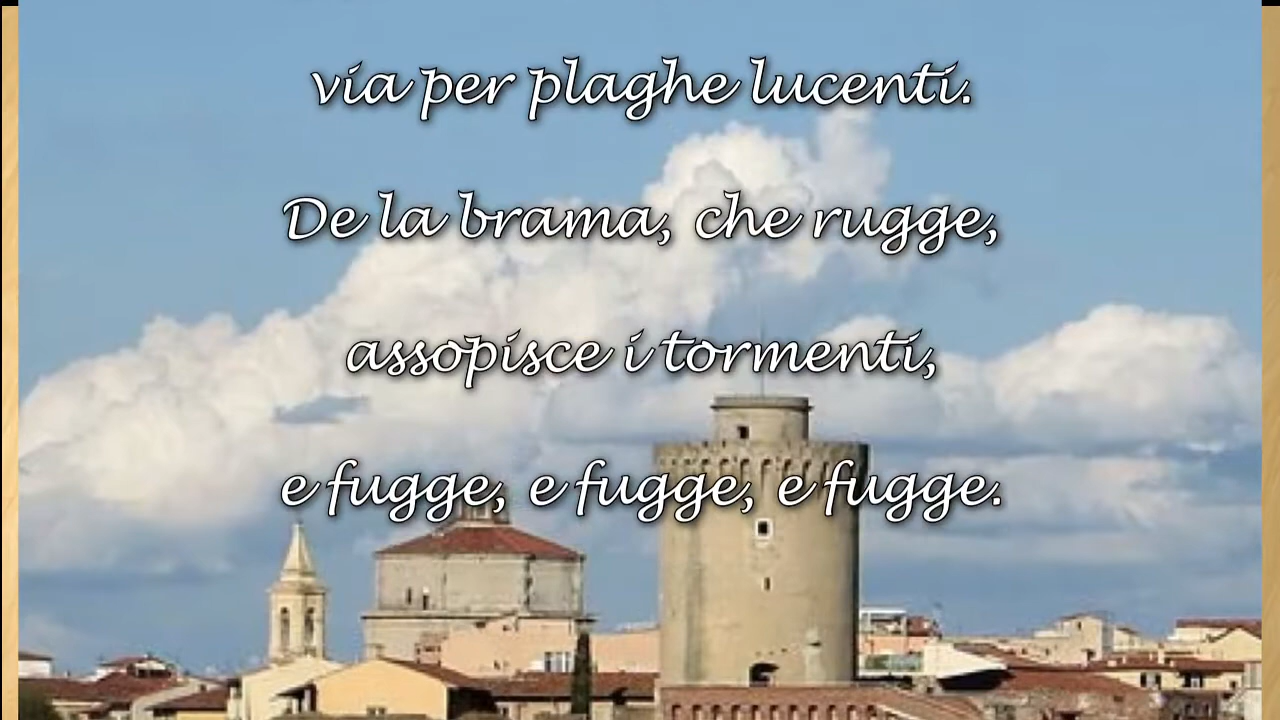 via per plaghe lucenti.
De la brama, che rugge,
assopisce i tormenti,
e fugge, e fugge, e fugge.